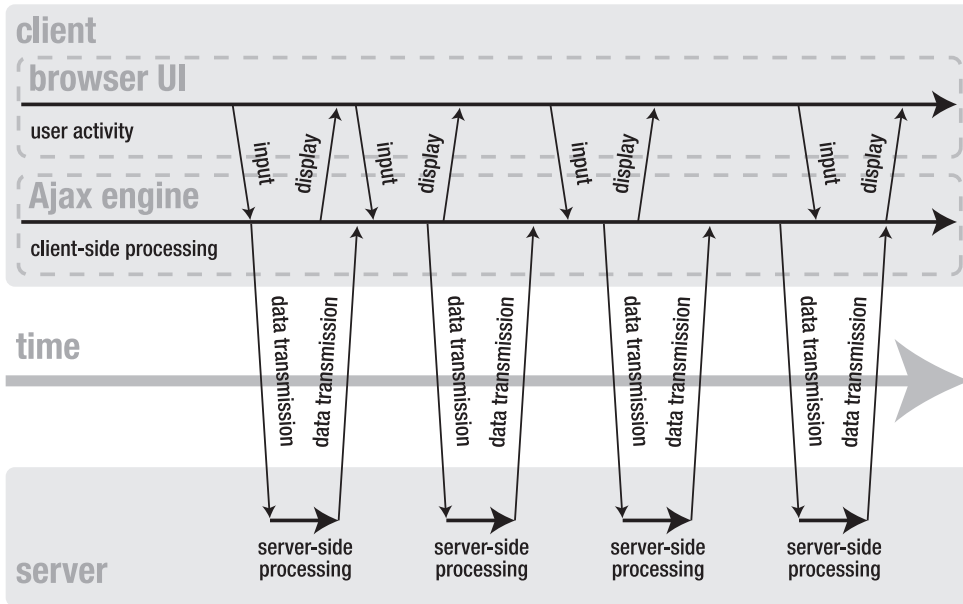 client
browser UI
user activity
input
display
input
display
input
display
input
display
Ajax engine
client-side processing
data transmission
data transmission
data transmission
data transmission
data transmission
data transmission
data transmission
data transmission
time
server-side
processing
server-side
processing
server-side
processing
server-side
processing
server